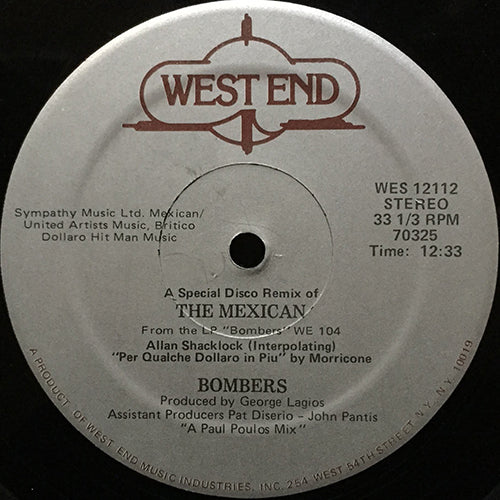 WEST END
WES 12112
STEREO
33 1/3 RPM
70325
Time: 12:33
Sympathy Music Ltd. Mexican/
United Artists Music, Britico
Dollaro Hit Man Music
A Special Disco Remix of
THE MEXICAN
From the LP "Bombers" WE 104
Allan Shacklock (Interpolating)
"Per Qualche Dollaro in Piu" by Morricone
BOMBERS
Produced by George Lagios
Assistant Producers Pat Diserio - John Pantis
"A Paul Poulos Mix"
A PRODUCT OF WEST END MUSIC INDUSTRIES, INC. 254 WEST 54TH STREET N.Y., N.Y. 10019